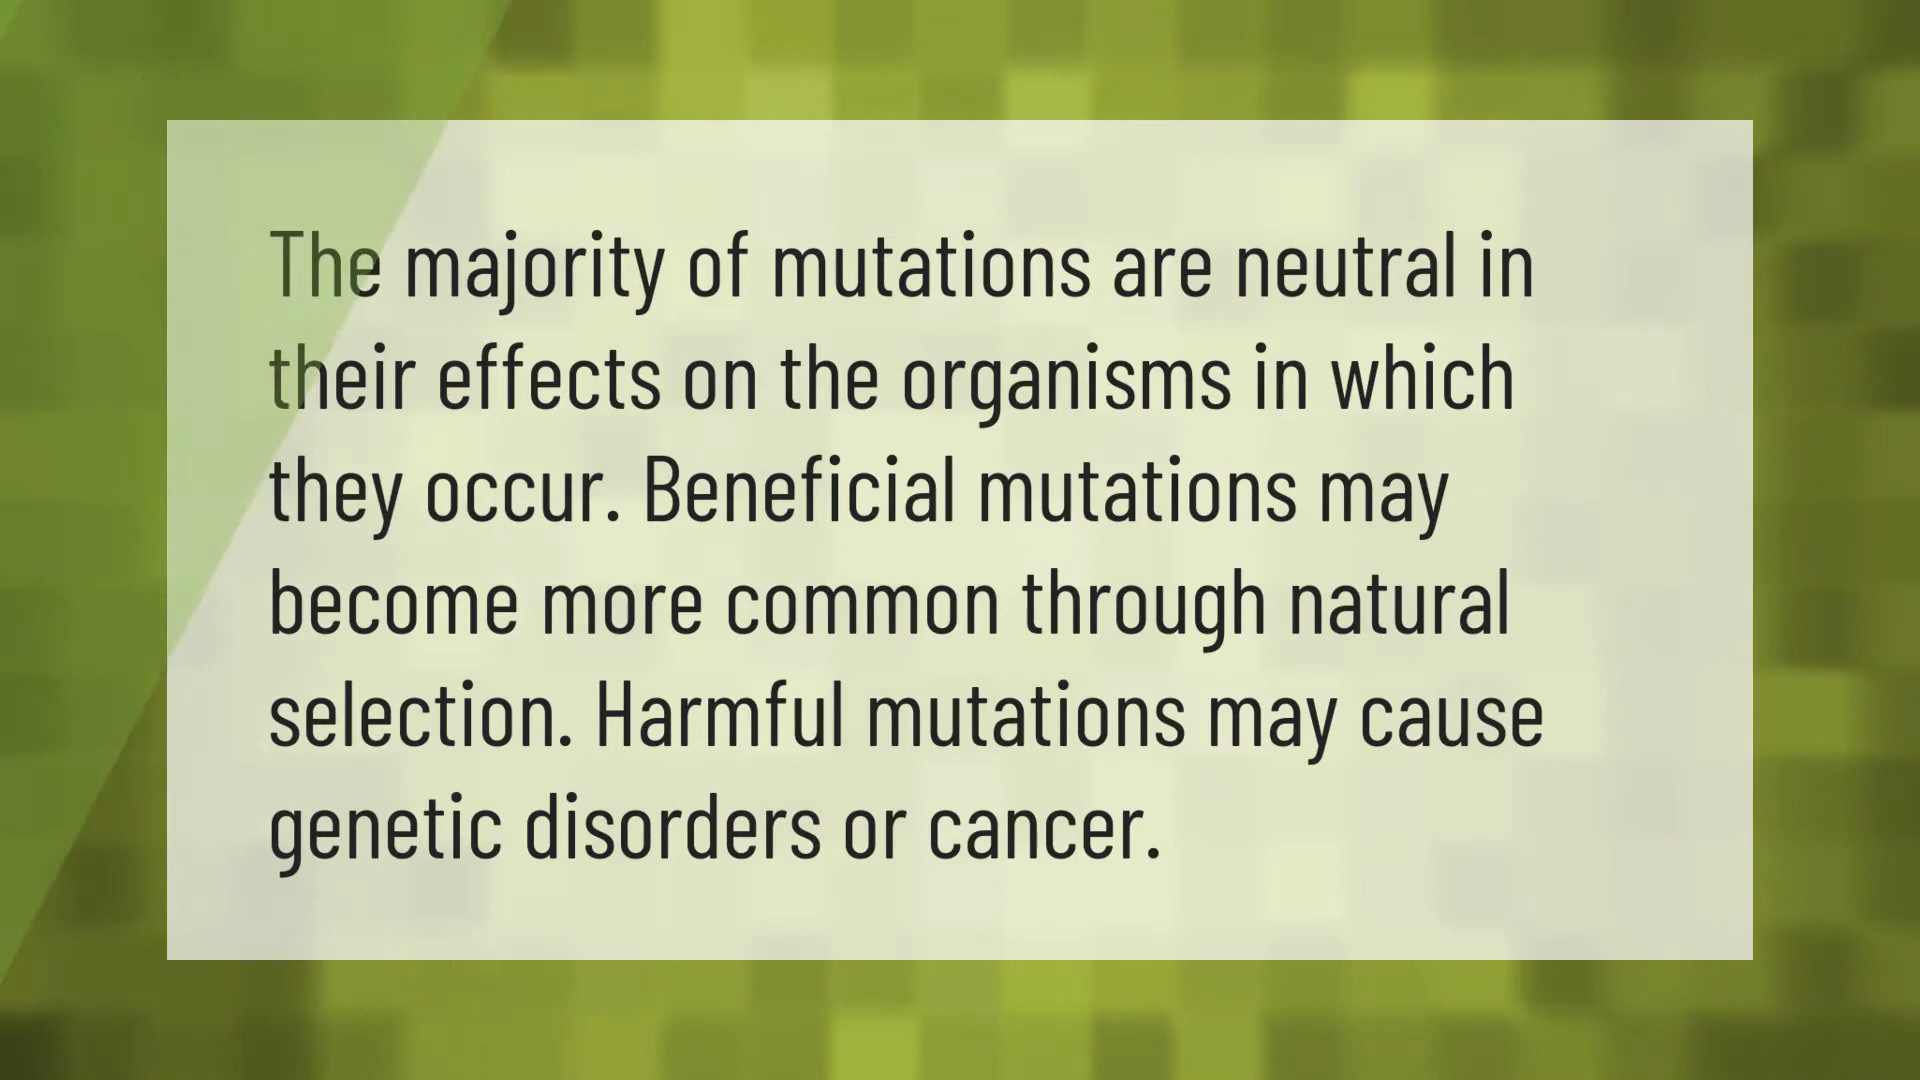 The majority of mutations are neutral in
their effects on the organisms in which
they occur. Beneficial mutations may
become more common through natural
selection. Harmful mutations may cause
genetic disorders or cancer.